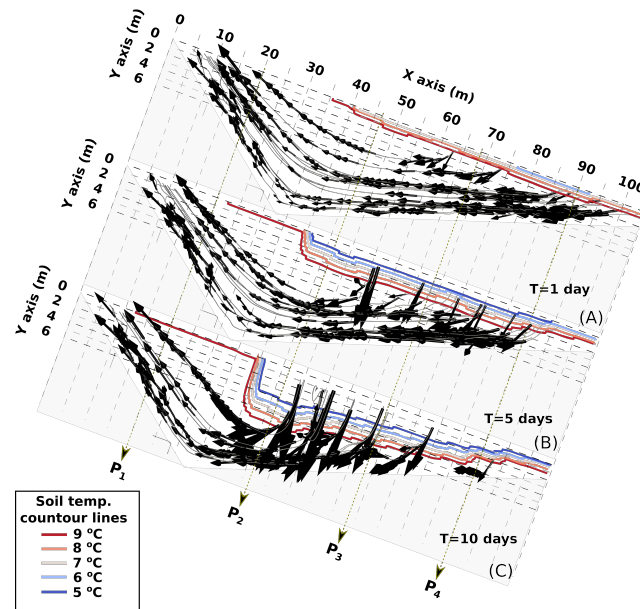 0
10
20
30
40
50
60
70
80
90
100
X axis (m)
Y axis (m)
0
2
4
6
T=1 day
(A)
Y axis (m)
0
2
4
6
T=5 days
(B)
Y axis (m)
0
2
4
6
T=10 days
(C)
P1
P2
P3
P4
Soil temp.
countour lines
9 ºC
8 ºC
7 ºC
6 ºC
5 ºC